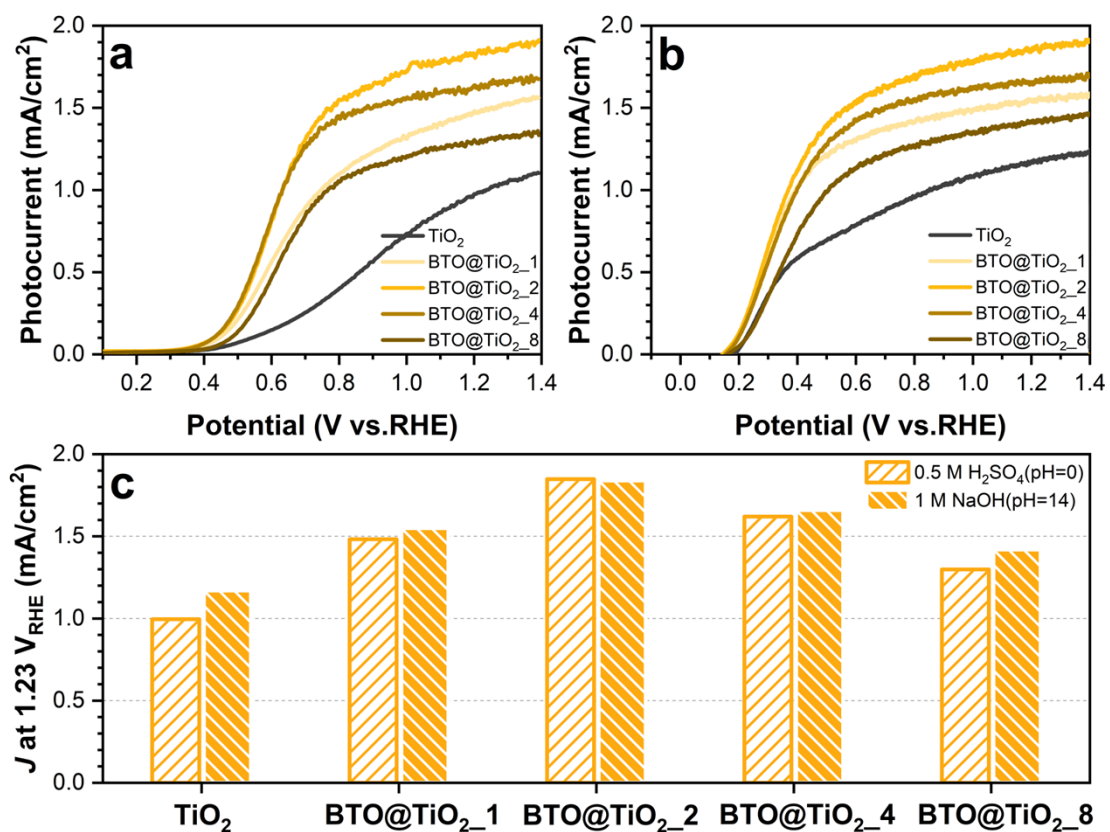 a
Photocurrent (mA/cm²)
2.0
1.5
1.0
0.5
0.0
TiO₂
BTO@TiO₂_1
BTO@TiO₂_2
BTO@TiO₂_4
BTO@TiO₂_8
0.2 0.4 0.6 0.8 1.0 1.2 1.4
Potential (V vs.RHE)
b
Photocurrent (mA/cm²)
2.0
1.5
1.0
0.5
0.0
TiO₂
BTO@TiO₂_1
BTO@TiO₂_2
BTO@TiO₂_4
BTO@TiO₂_8
0.0 0.2 0.4 0.6 0.8 1.0 1.2 1.4
Potential (V vs.RHE)
c
J at 1.23 V_RHE (mA/cm²)
2.0
1.5
1.0
0.5
0.0
0.5 M H₂SO₄(pH=0)
1 M NaOH(pH=14)
TiO₂ BTO@TiO₂_1 BTO@TiO₂_2 BTO@TiO₂_4 BTO@TiO₂_8